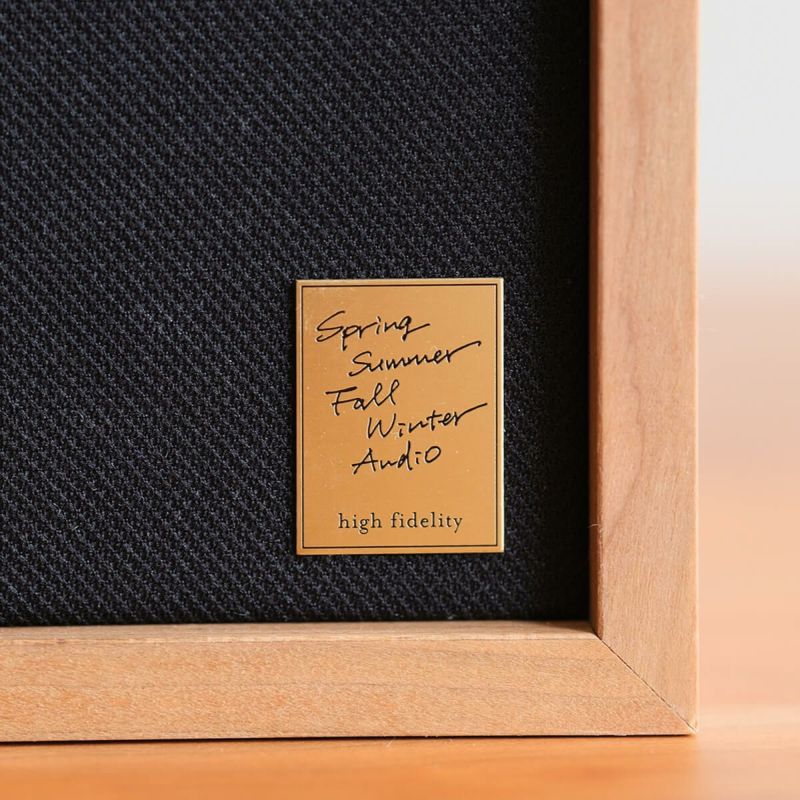 Spring
Summer
Fall
Winter
Audio
high fidelity